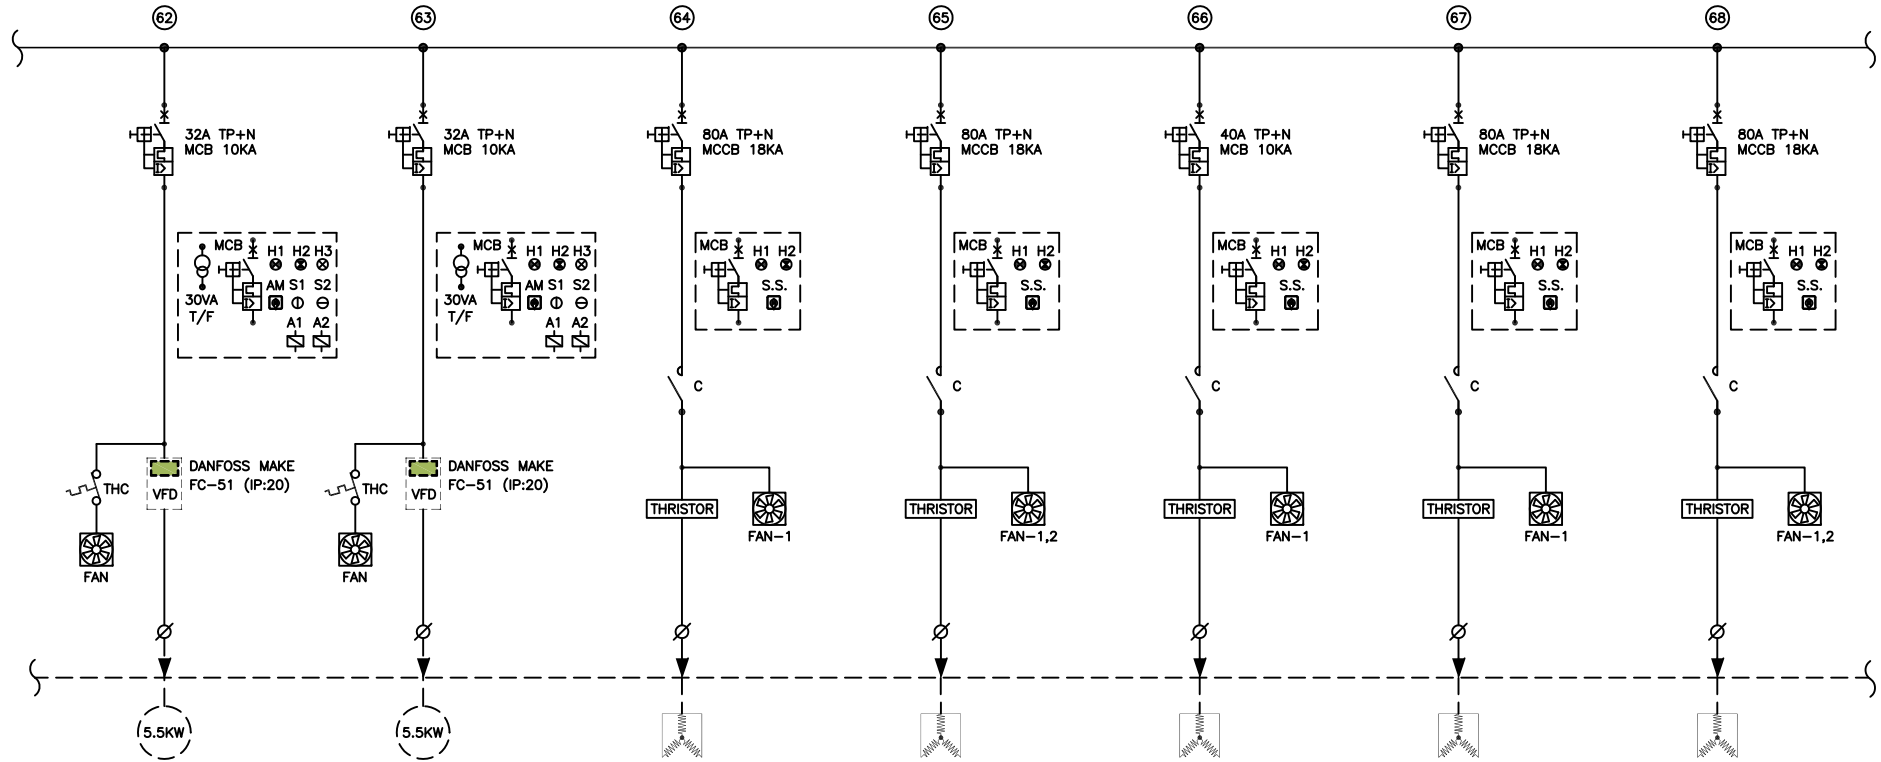 62 63 64 65 66 67 68
32A TP+N
MCB 10KA
32A TP+N
MCB 10KA
80A TP+N
MCCB 18KA
80A TP+N
MCCB 18KA
40A TP+N
MCB 10KA
80A TP+N
MCCB 18KA
80A TP+N
MCCB 18KA
MCB H1 H2 H3
AM S1 S2
30VA
T/F
A1 A2
MCB H1 H2 H3
AM S1 S2
30VA
T/F
A1 A2
MCB H1 H2
S.S.
MCB H1 H2
S.S.
MCB H1 H2
S.S.
MCB H1 H2
S.S.
MCB H1 H2
S.S.
C
C
C
C
C
THC
DANFOSS MAKE
FC-51 (IP:20)
VFD
FAN
THC
DANFOSS MAKE
FC-51 (IP:20)
VFD
FAN
THRISTOR
FAN-1
THRISTOR
FAN-1,2
THRISTOR
FAN-1
THRISTOR
FAN-1
THRISTOR
FAN-1,2
5.5KW
5.5KW